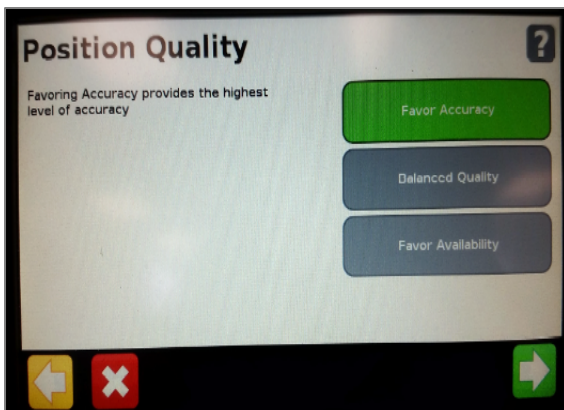 Position Quality
?
Favoring Accuracy provides the highest
level of accuracy
Favor Accuracy
Balanced Quality
Favor Availability